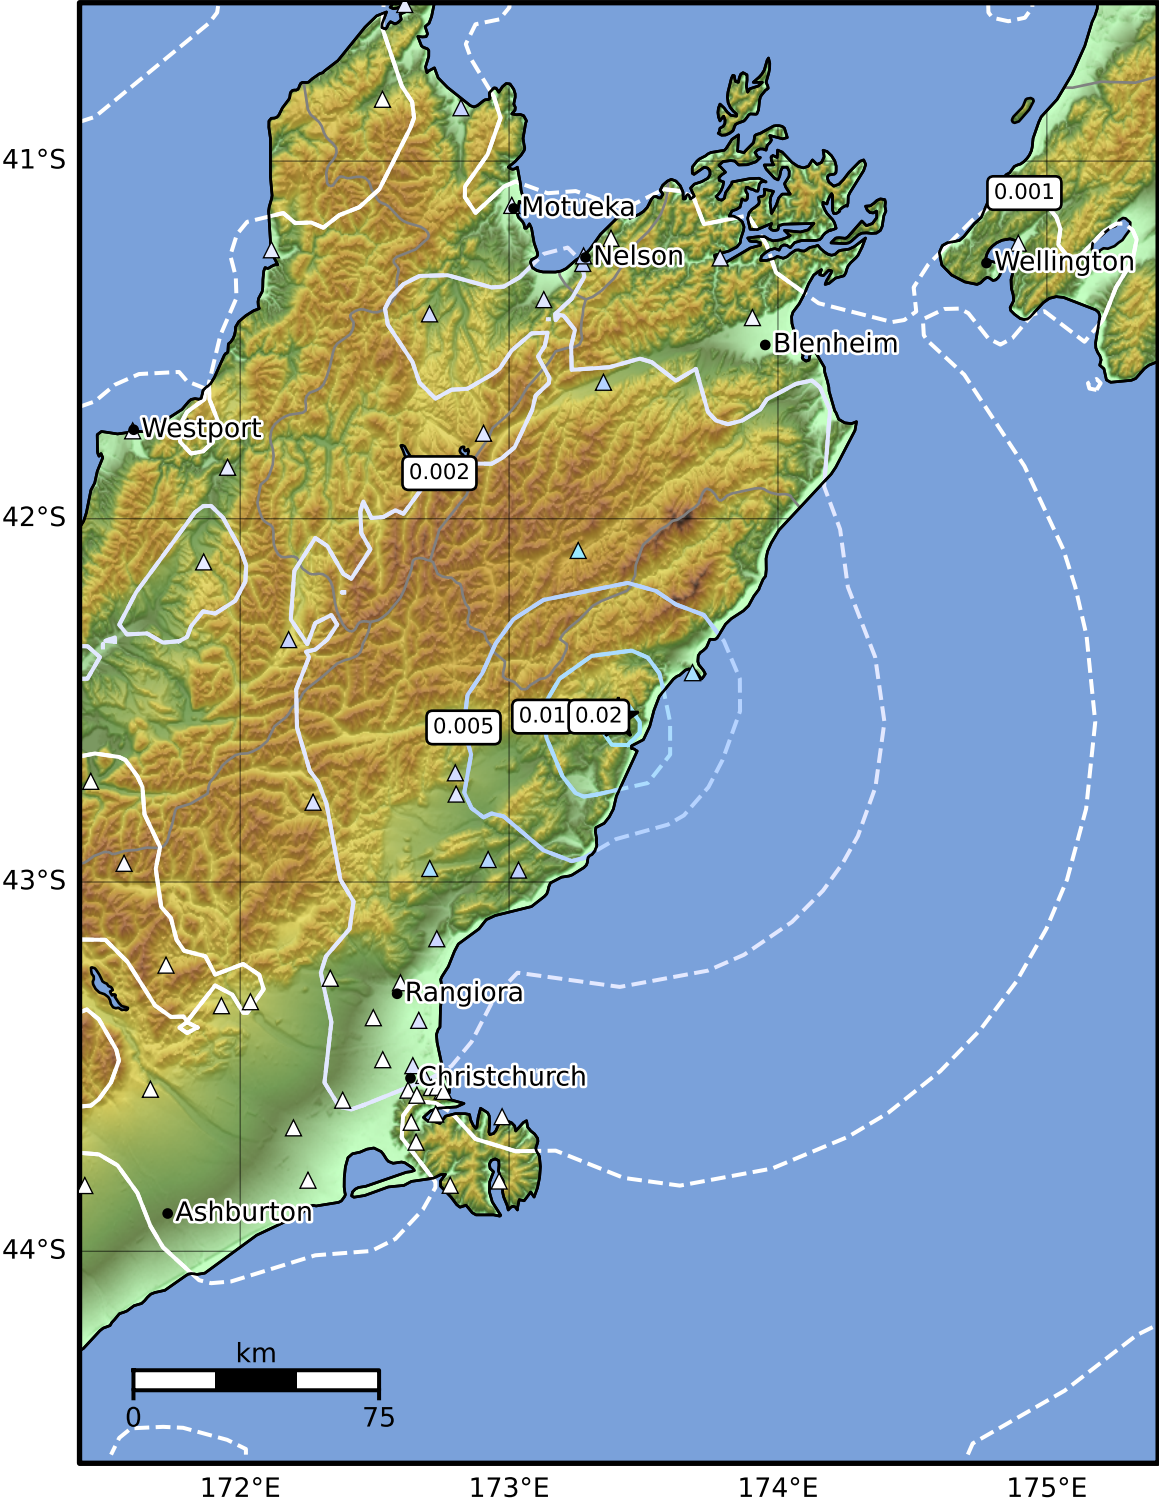 41°S
0.001
Motueka
Nelson
Wellington
Blenheim
Westport
0.002
42°S
0.005
0.01
0.02
43°S
Rangiora
Christchurch
Ashburton
44°S
km
0 75
172°E 173°E 174°E 175°E